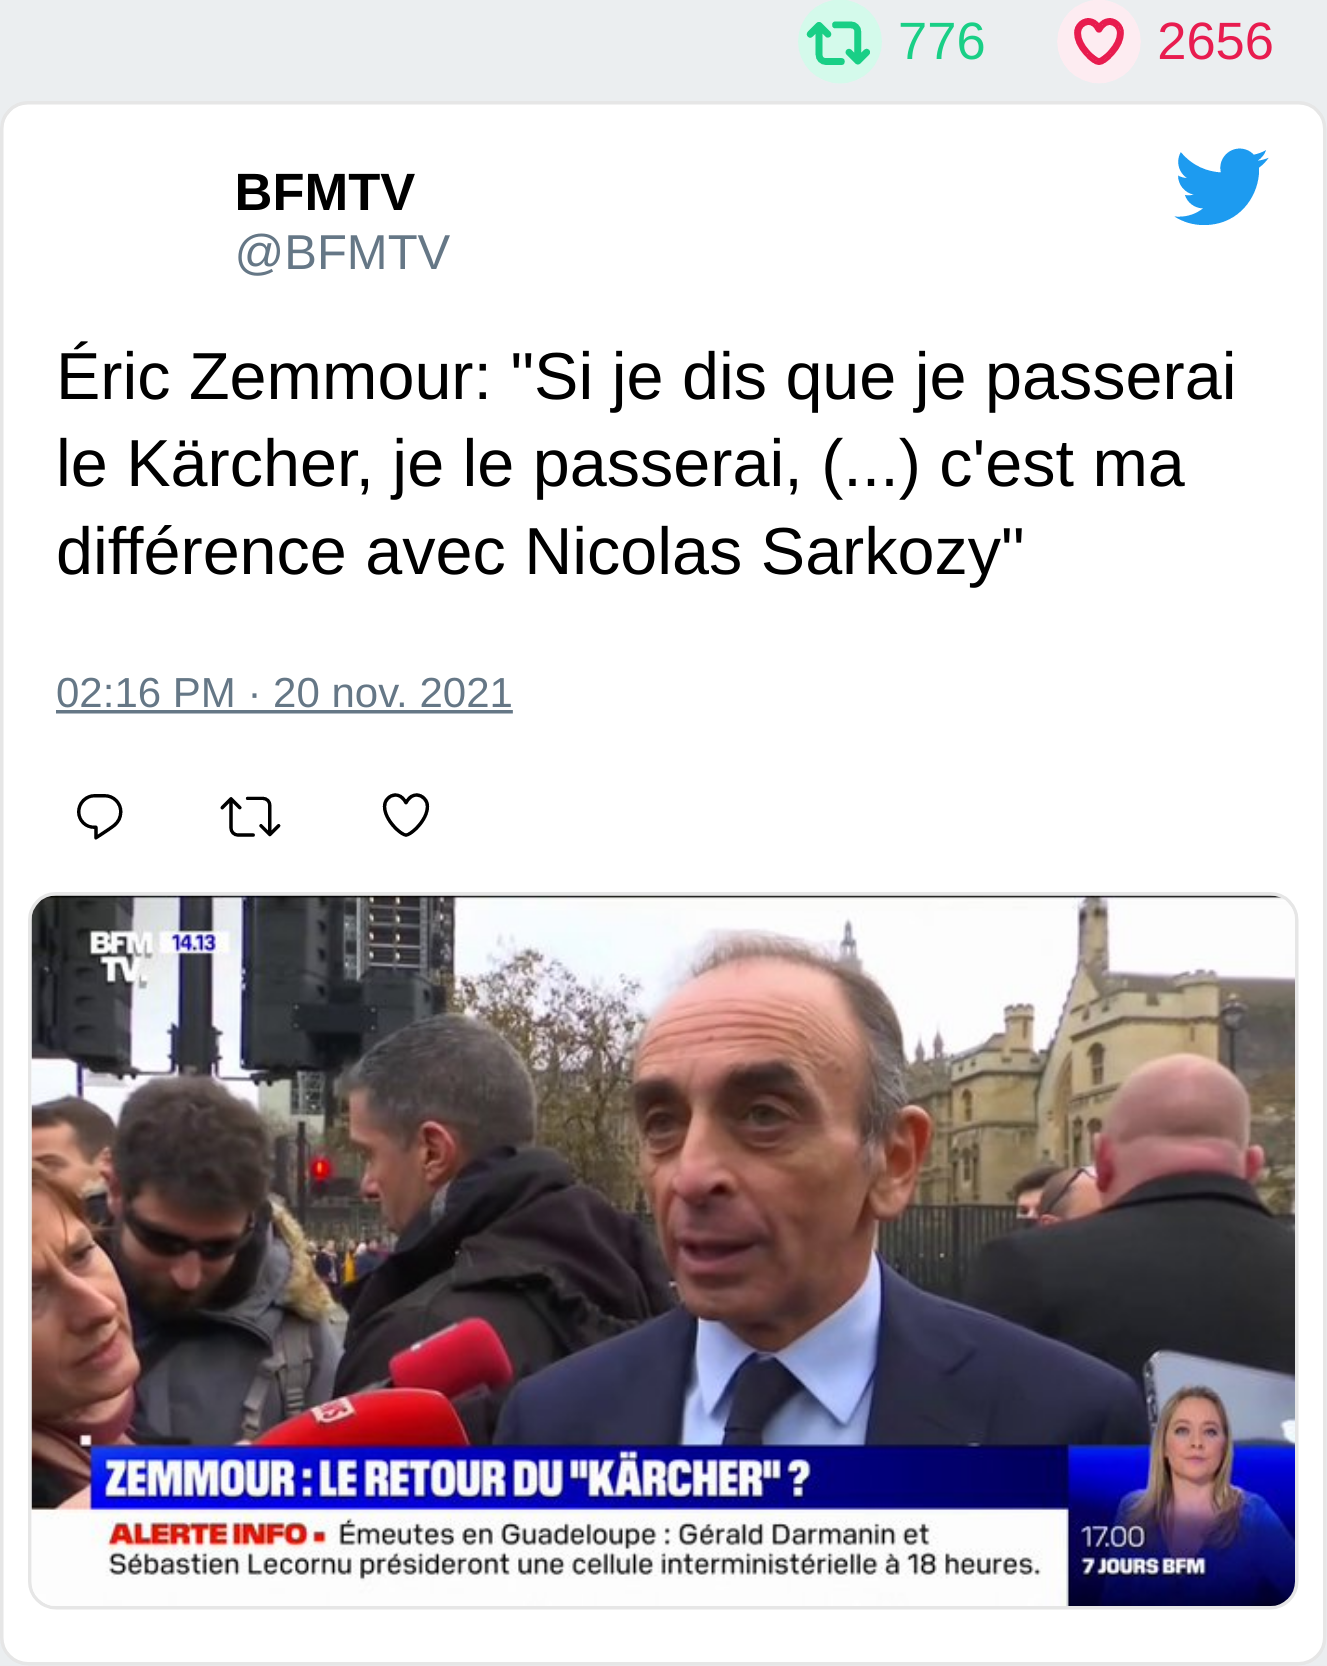 776 2656
BFMTV
@BFMTV
Éric Zemmour: "Si je dis que je passerai
le Kärcher, je le passerai, (...) c'est ma
différence avec Nicolas Sarkozy"
02:16 PM · 20 nov. 2021
BFM 14.13
TV.
ZEMMOUR : LE RETOUR DU "KÄRCHER" ?
ALERTE INFO Émeutes en Guadeloupe : Gérald Darmanin et
Sébastien Lecornu présideront une cellule interministérielle à 18 heures.
17.00
7 JOURS BFM